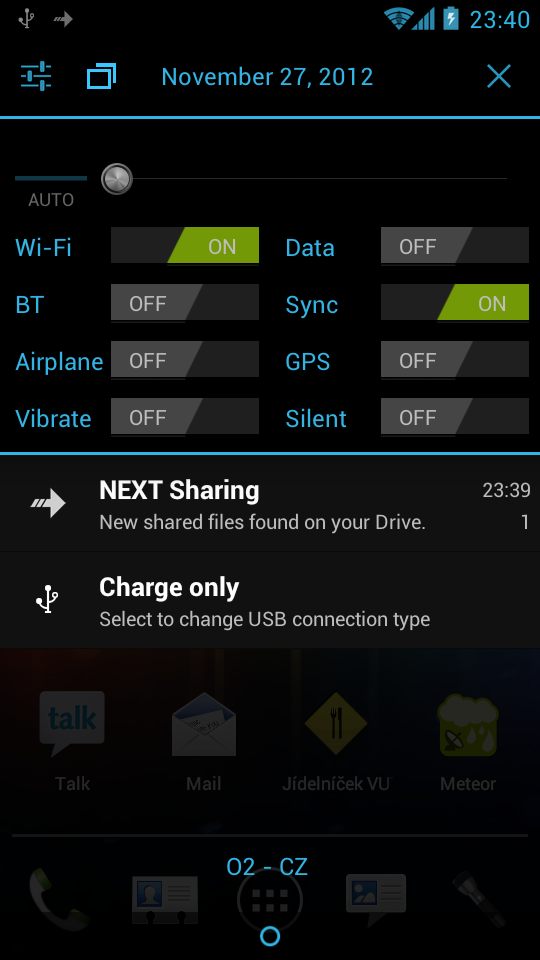 23:40
November 27, 2012
AUTO
Wi-Fi ON Data OFF
BT OFF Sync ON
Airplane OFF GPS OFF
Vibrate OFF Silent OFF
NEXT Sharing 23:39
New shared files found on your Drive. 1
Charge only
Select to change USB connection type
talk
Talk Mail Jídelníček VU Meteor
O2 - CZ